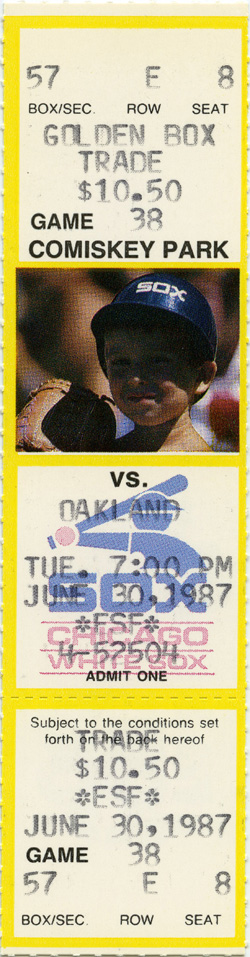 57 E 8
BOX/SEC. ROW SEAT
GOLDEN BOX
TRADE
$10.50
GAME 38
COMISKEY PARK
SOX
VS.
OAKLAND
TUE. 7:00 PM
JUNE 30,1987
SOX
*ESF*
CHICAGO
H-52504
WHITE SOX
ADMIT ONE
Subject to the conditions set
forth on the back hereof
TRADE
$10.50
*ESF*
JUNE 30,1987
GAME 38
57 E 8
BOX/SEC. ROW SEAT